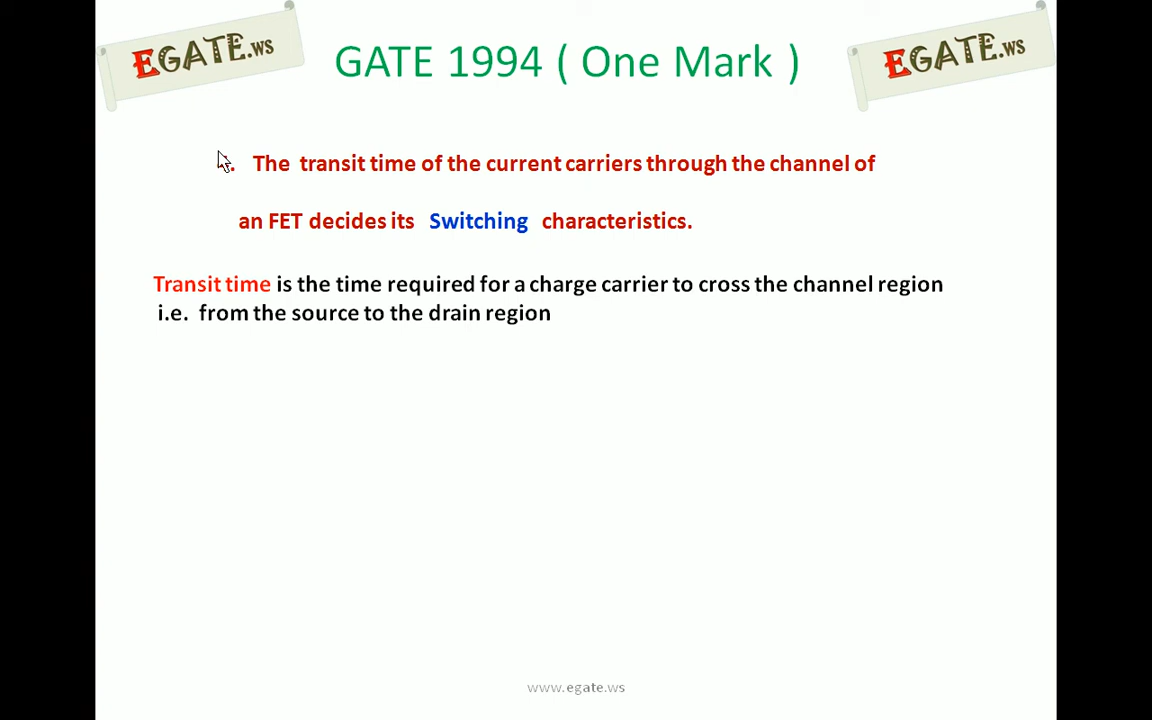 EGATE.ws
GATE 1994 ( One Mark )
EGATE.ws
. The transit time of the current carriers through the channel of
an FET decides its Switching characteristics.
Transit time is the time required for a charge carrier to cross the channel region
i.e. from the source to the drain region
www.egate.ws